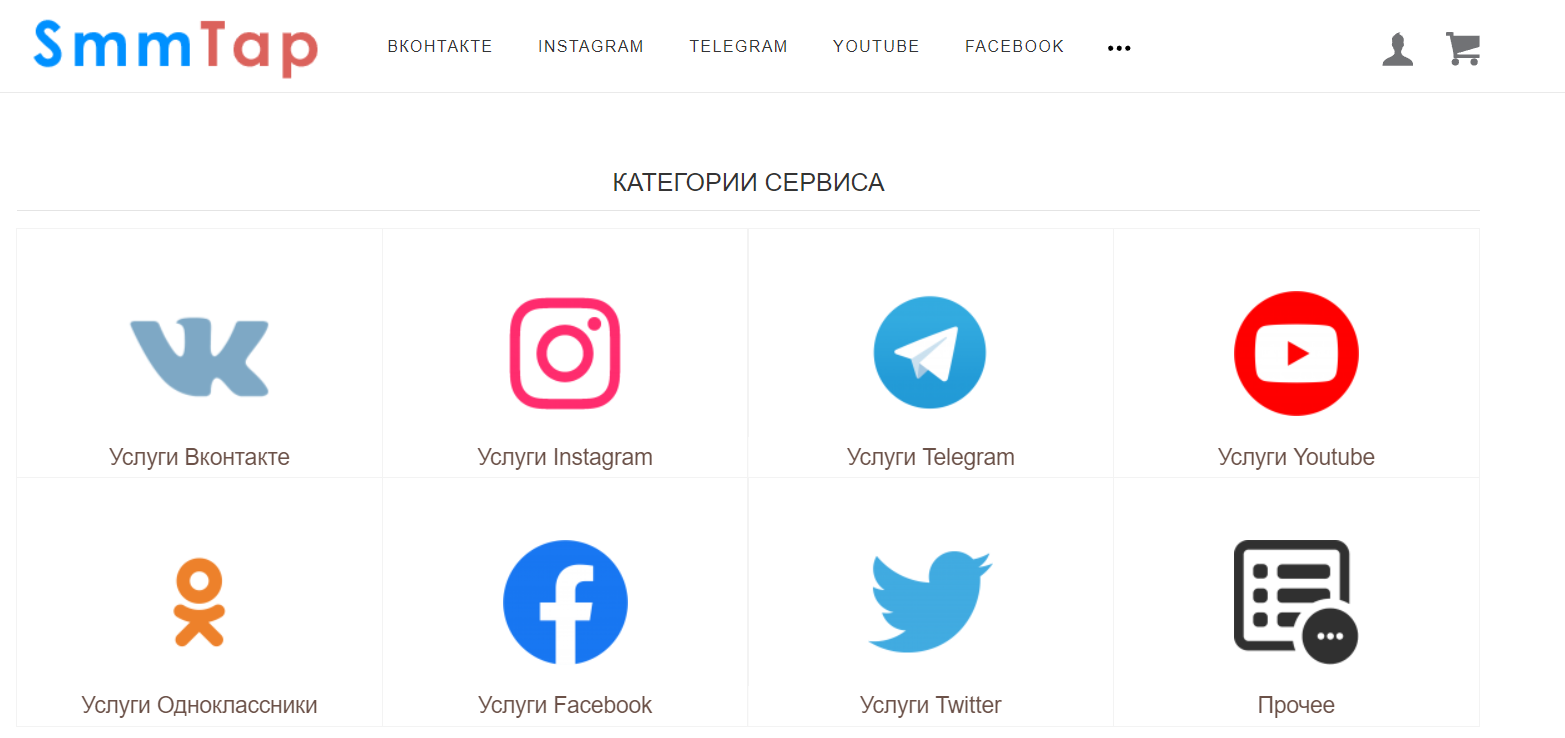 SmmTap
ВКОНТАКТЕ INSTAGRAM TELEGRAM YOUTUBE FACEBOOK
КАТЕГОРИИ СЕРВИСА
Услуги Вконтакте Услуги Instagram Услуги Telegram Услуги Youtube
Услуги Одноклассники Услуги Facebook Услуги Twitter Прочее